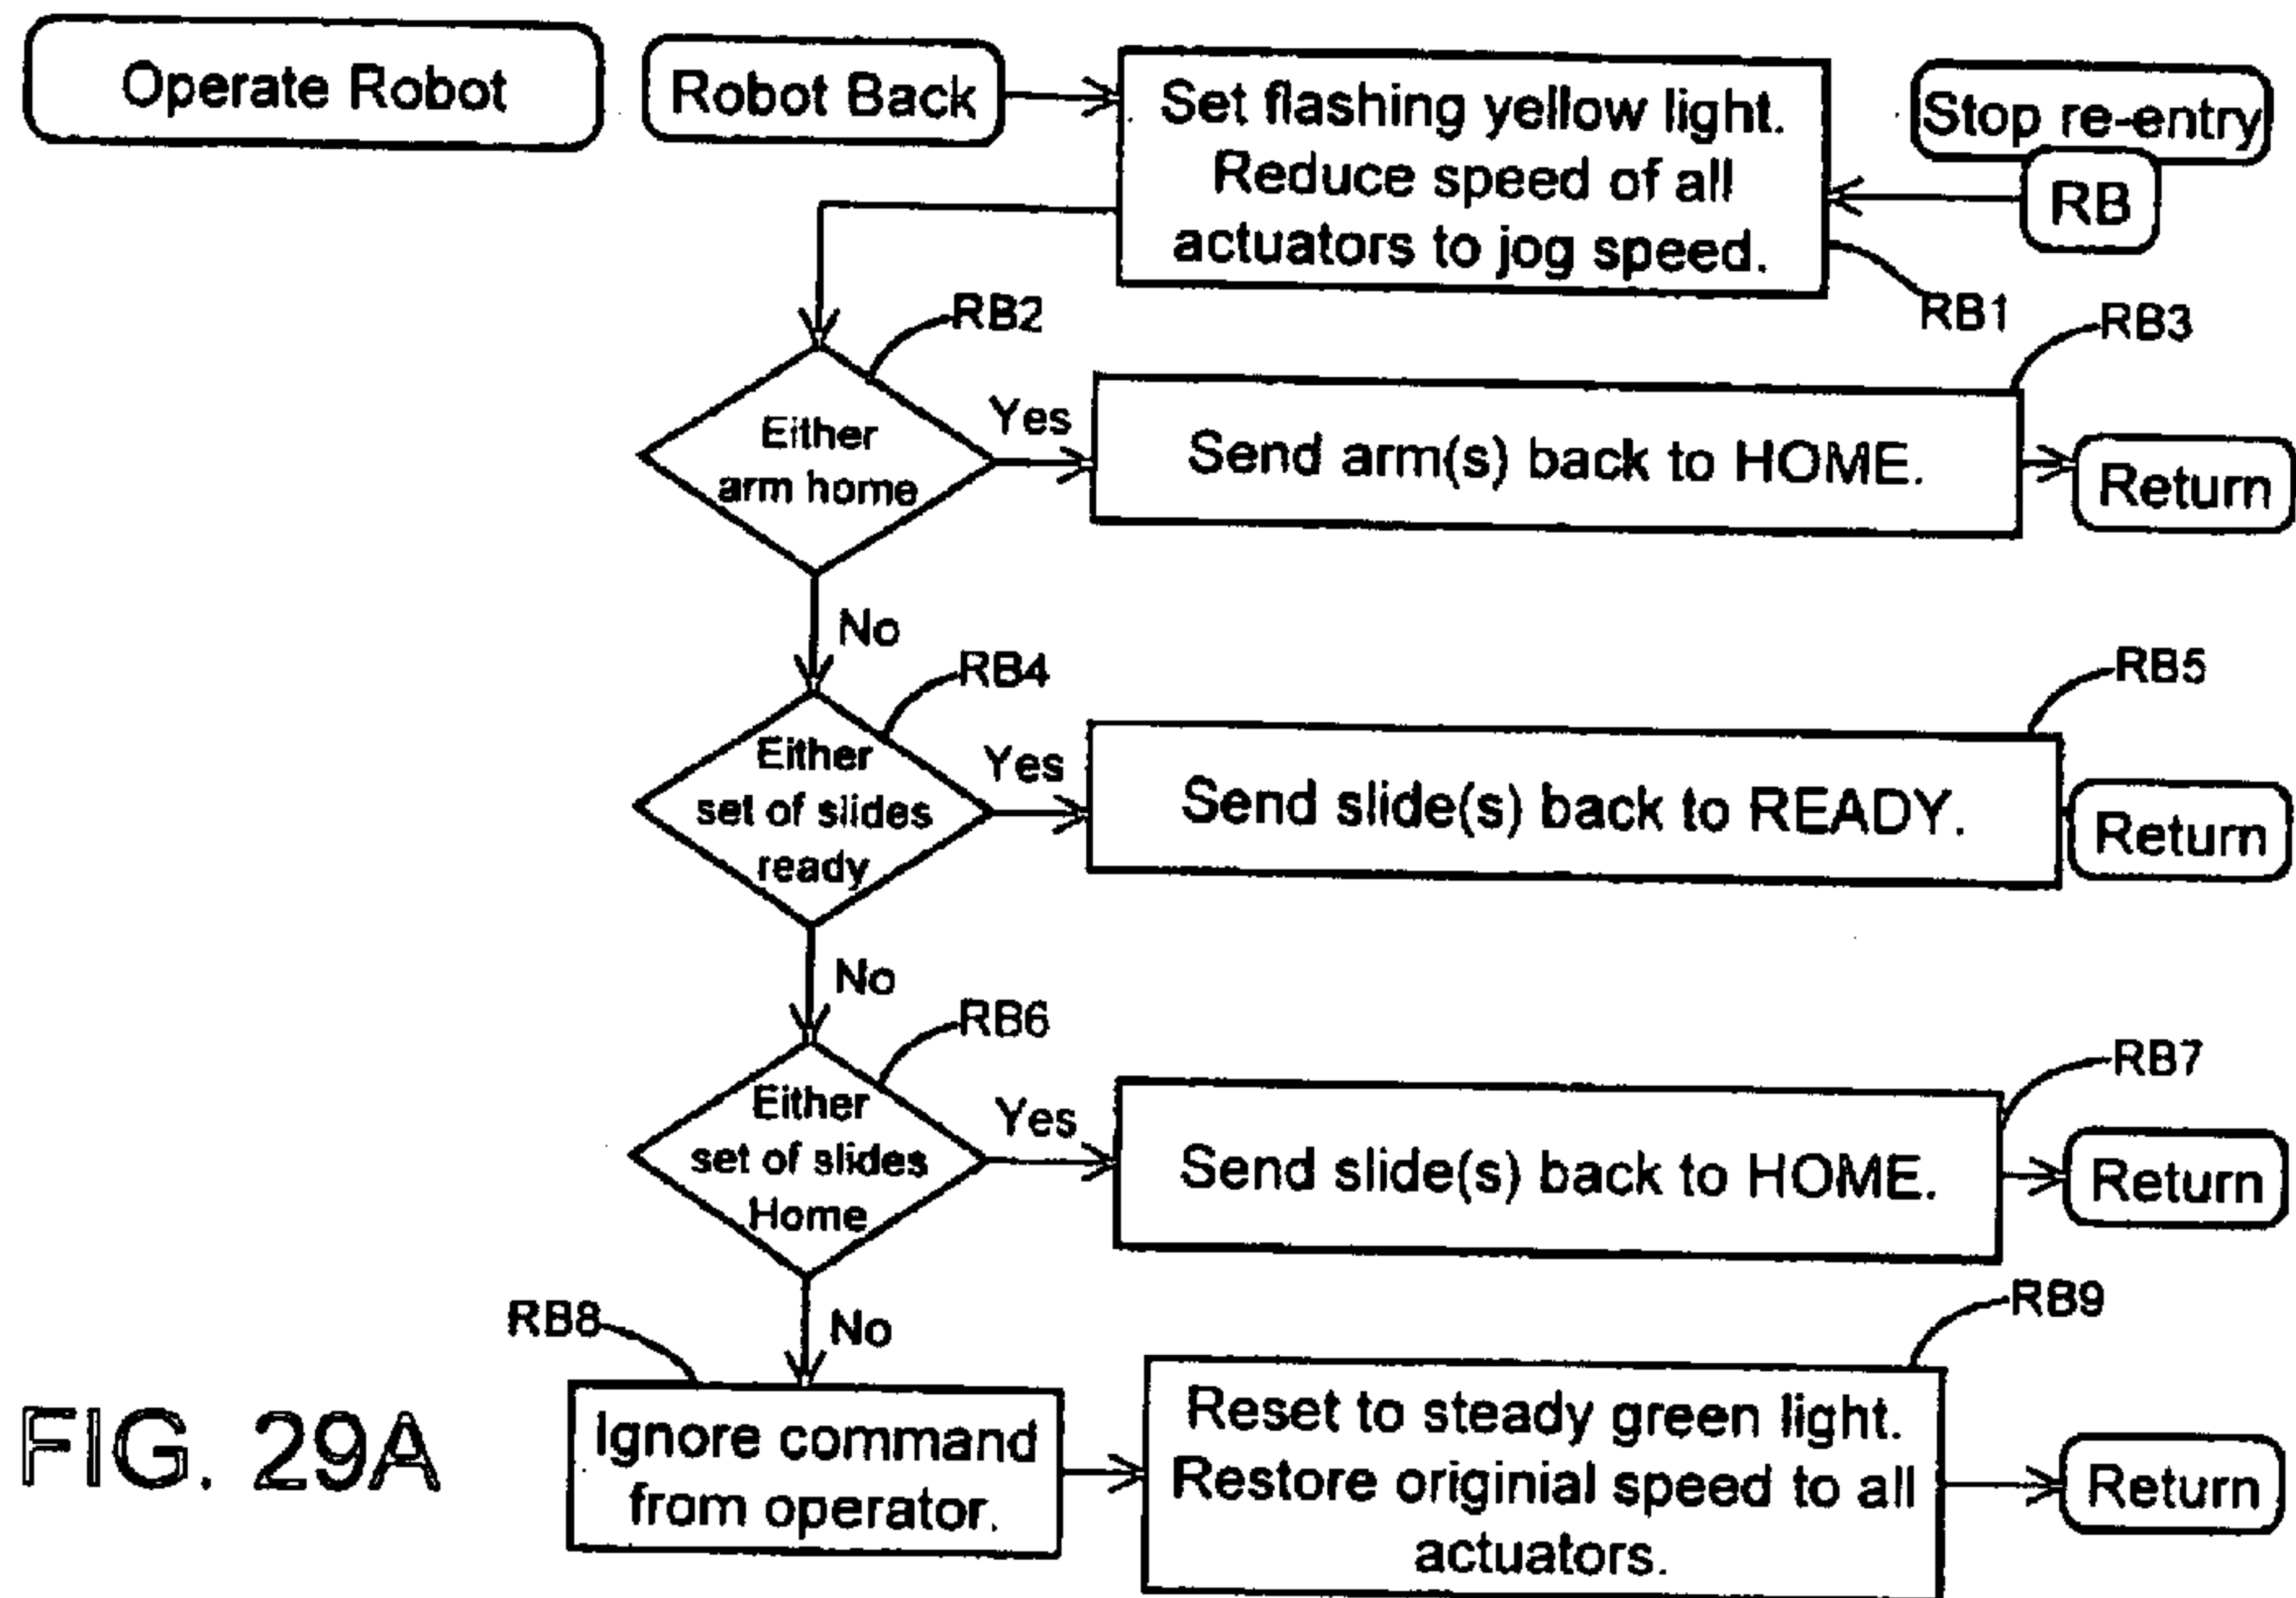 Operate Robot
Robot Back
Set flashing yellow light.
Reduce speed of all
actuators to jog speed.
Stop re-entry
RB
RB1
RB2
Either
arm home
Yes
Send arm(s) back to HOME.
RB3
Return
No
RB4
Either
set of slides
ready
Yes
Send slide(s) back to READY.
RB5
Return
No
RB6
Either
set of slides
Home
Yes
Send slide(s) back to HOME.
RB7
Return
No
RB8
Ignore command
from operator.
RB9
Reset to steady green light.
Restore originial speed to all
actuators.
Return
FIG. 29A